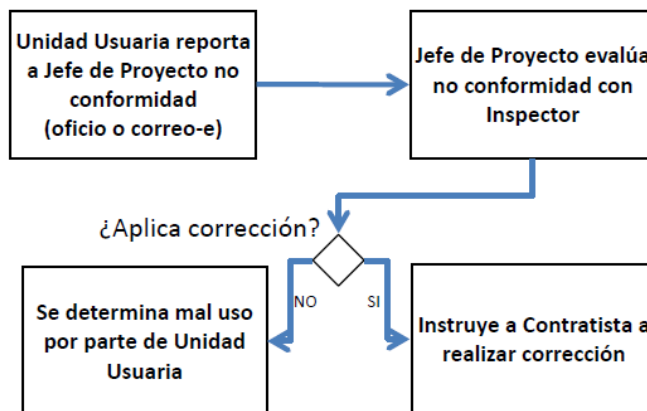 Unidad Usuaria reporta
a Jefe de Proyecto no
conformidad
(oficio o correo-e)
Jefe de Proyecto evalúa
no conformidad con
Inspector
¿Aplica corrección?
NO
SI
Se determina mal uso
por parte de Unidad
Usuaria
Instruye a Contratista a
realizar corrección